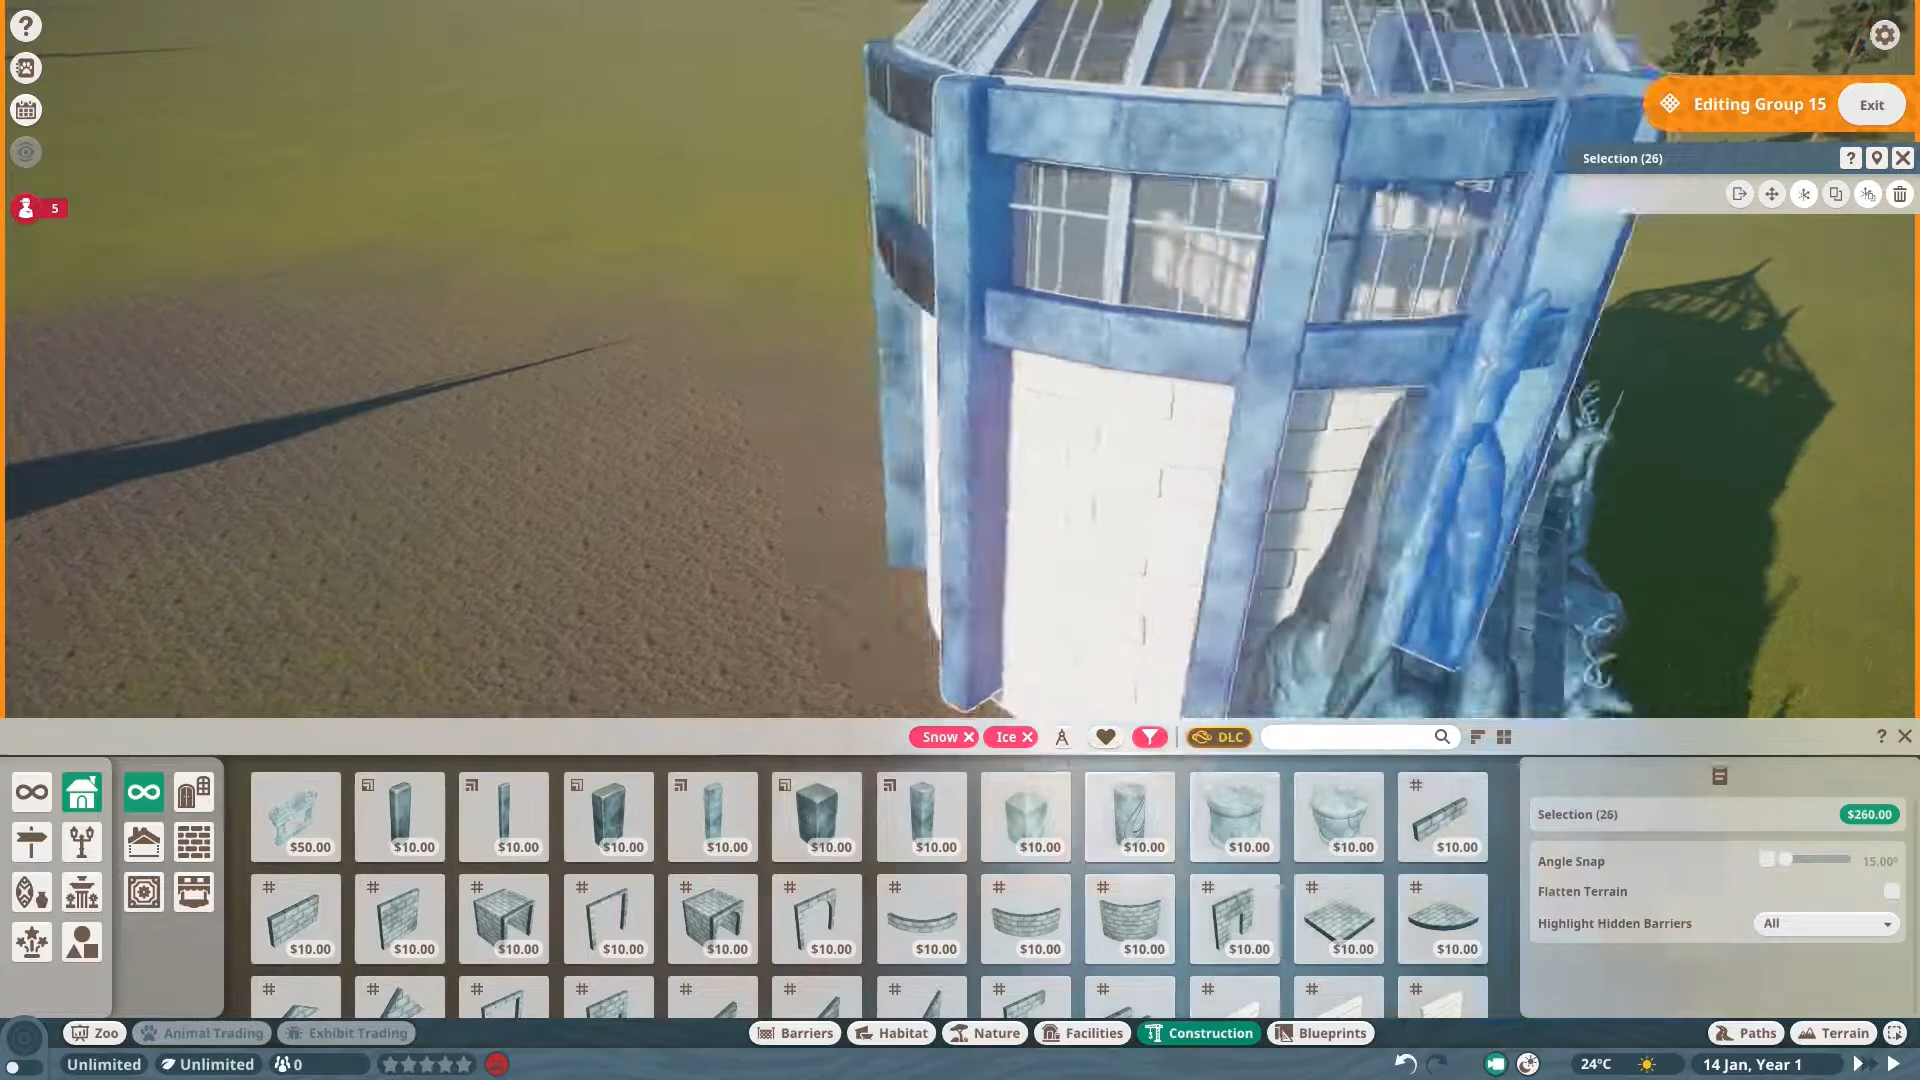 ?
Editing Group 15 Exit
Selection (26) ?
5
Snow Ice DLC ?
$50.00 $10.00 $10.00 $10.00 $10.00 $10.00 $10.00 $10.00 $10.00 $10.00 $10.00 $10.00
$10.00 $10.00 $10.00 $10.00 $10.00 $10.00 $10.00 $10.00 $10.00 $10.00 $10.00 $10.00
Selection (26) $260.00
Angle Snap 15.00°
Flatten Terrain
Highlight Hidden Barriers All
Zoo Animal Trading Exhibit Trading Barriers Habitat Nature Facilities Construction Blueprints Paths Terrain
Unlimited Unlimited 0 24°C 14 Jan, Year 1